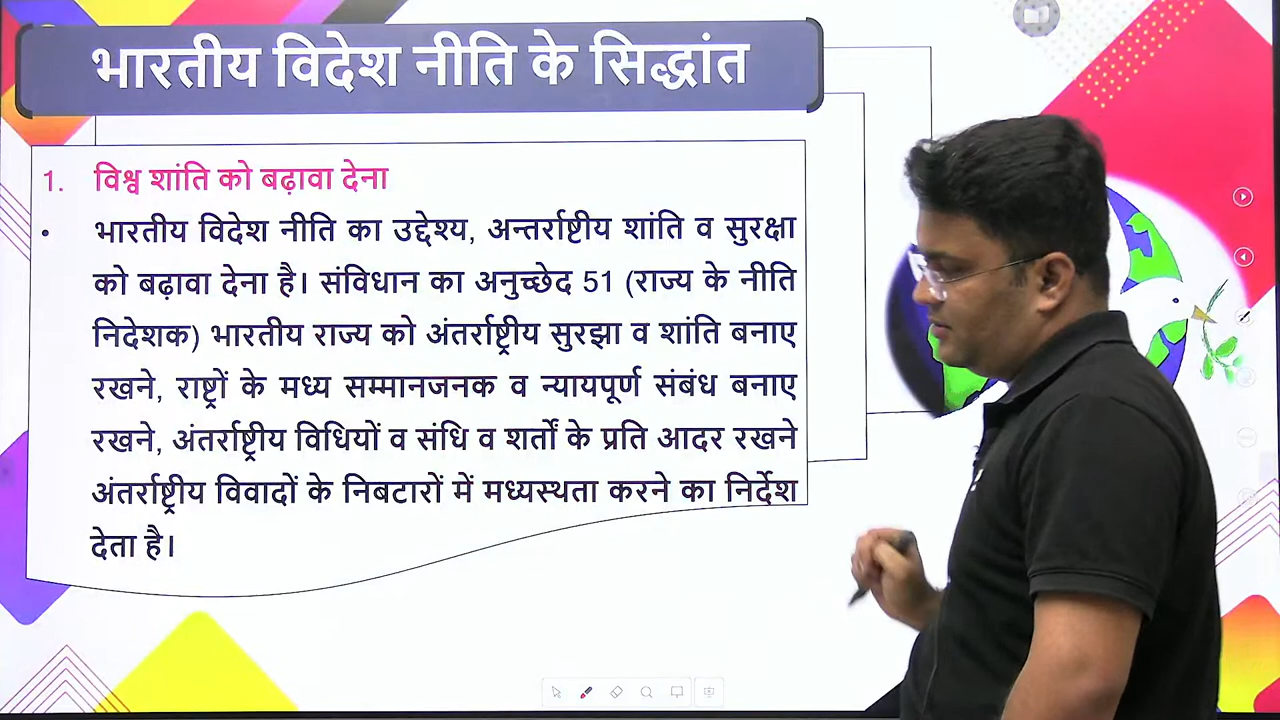 भारतीय विदेश नीति के सिद्धांत
1. विश्व शांति को बढ़ावा देना
• भारतीय विदेश नीति का उद्देश्य, अन्तर्राष्ट्रीय शांति व सुरक्षा
को बढ़ावा देना है। संविधान का अनुच्छेद 51 (राज्य के नीति
निदेशक) भारतीय राज्य को अंतर्राष्ट्रीय सुरझा व शांति बनाए
रखने, राष्ट्रों के मध्य सम्मानजनक व न्यायपूर्ण संबंध बनाए
रखने, अंतर्राष्ट्रीय विधियों व संधि व शर्तों के प्रति आदर रखने
अंतर्राष्ट्रीय विवादों के निबटारों में मध्यस्थता करने का निर्देश
देता है।